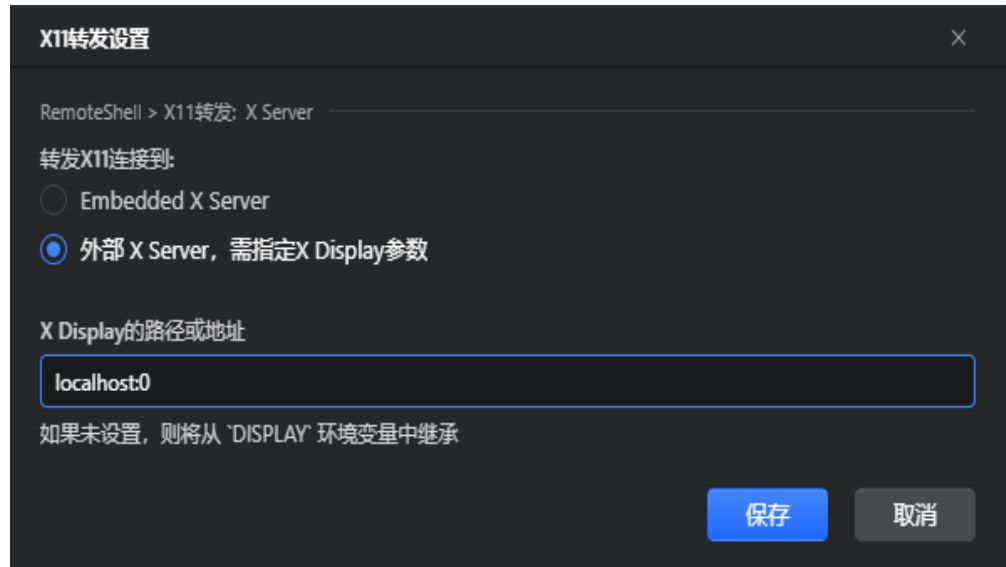 X11转发设置
RemoteShell > X11转发: X Server
转发X11连接到:
Embedded X Server
外部 X Server，需指定X Display参数
X Display的路径或地址
localhost:0
如果未设置，则将从 `DISPLAY` 环境变量中继承
保存 取消